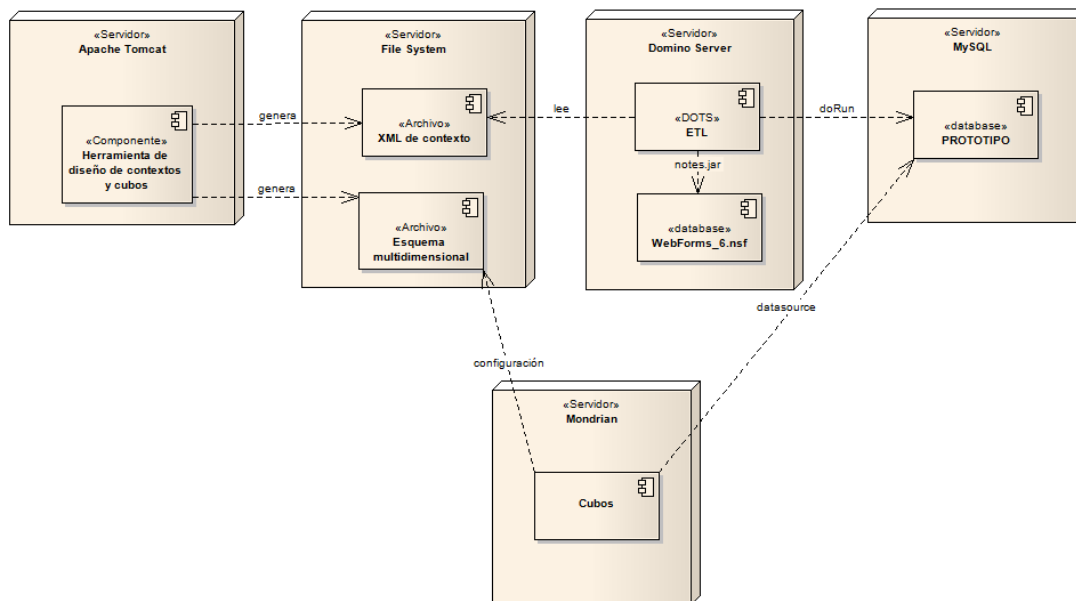 «Servidor»
Apache Tomcat
«Componente»
Herramienta de
diseño de contextos
y cubos
genera
genera
«Servidor»
File System
«Archivo»
XML de contexto
«Archivo»
Esquema
multidimensional
lee
«Servidor»
Domino Server
«DOTS»
ETL
notes.jar
«database»
WebForms_6.nsf
doRun
«Servidor»
MySQL
«database»
PROTOTIPO
datasource
configuración
«Servidor»
Mondrian
Cubos